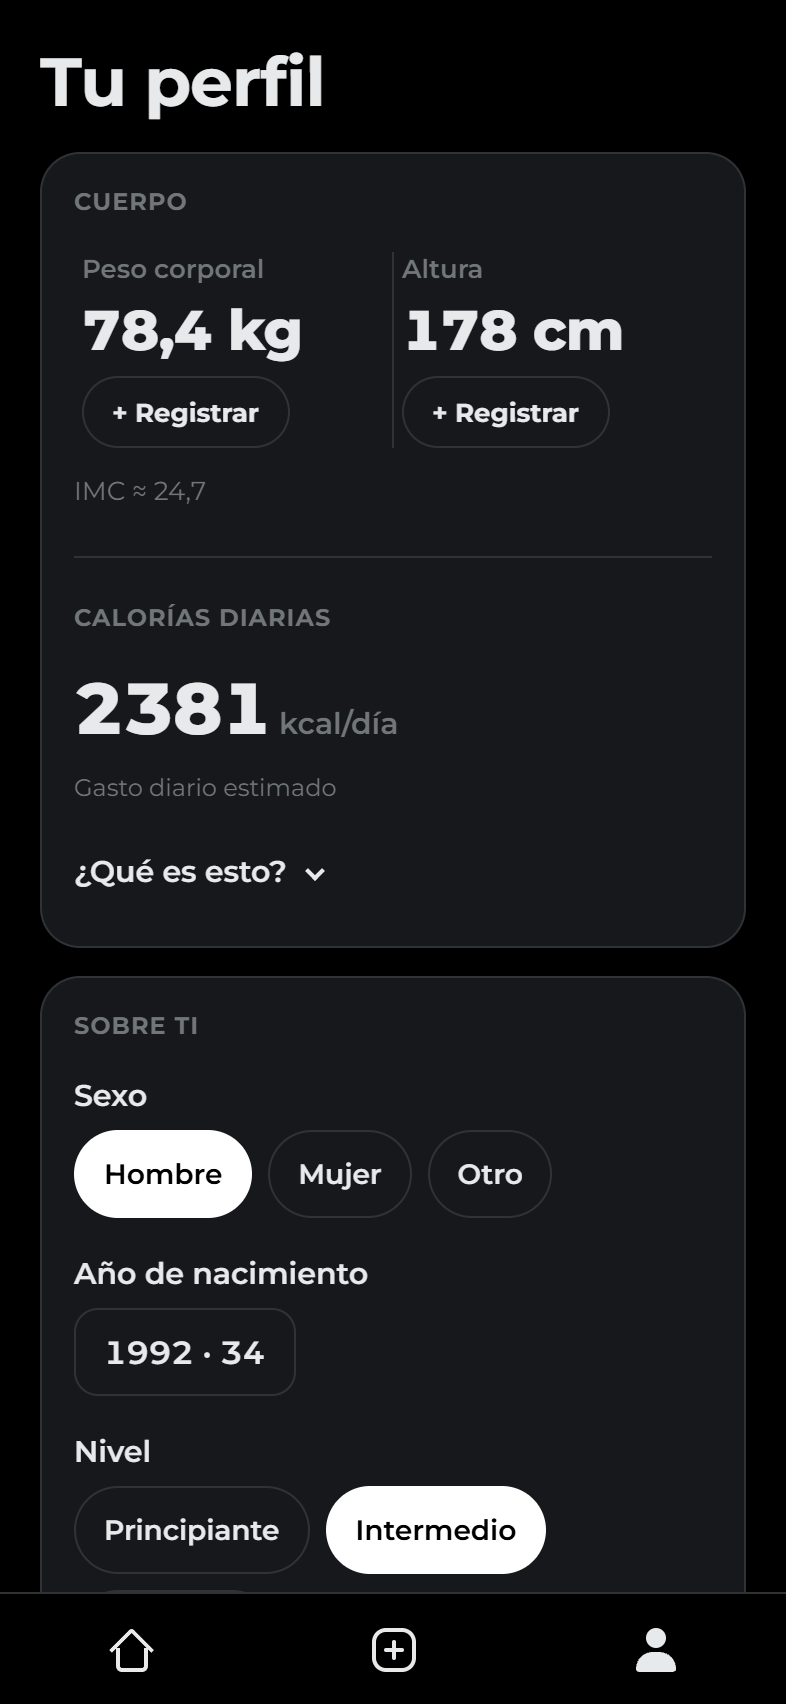 Tu perfil
CUERPO
Peso corporal
78,4 kg
+ Registrar
Altura
178 cm
+ Registrar
IMC ≈ 24,7
CALORÍAS DIARIAS
2381 kcal/día
Gasto diario estimado
¿Qué es esto?
SOBRE TI
Sexo
Hombre Mujer Otro
Año de nacimiento
1992 · 34
Nivel
Principiante Intermedio